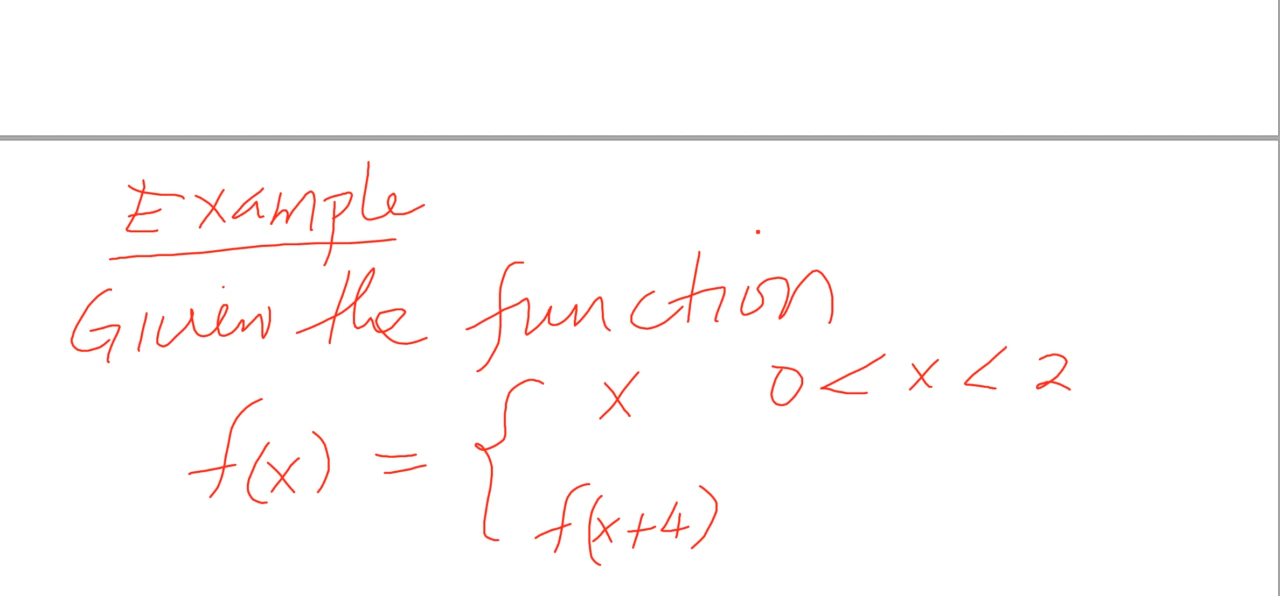 Example
Given the function
f(x) = { x 0 < x < 2
f(x+4)